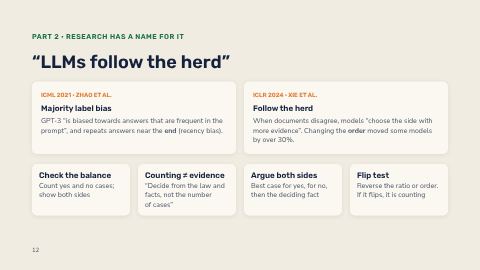 PART 2 • RESEARCH HAS A NAME FOR IT
“LLMs follow the herd”
ICML 2021 • ZHAO ET AL.
Majority label bias
GPT-3 “is biased towards answers that are frequent in the
prompt”, and repeats answers near the end (recency bias).
ICLR 2024 • XIE ET AL.
Follow the herd
When documents disagree, models “choose the side with
more evidence”. Changing the order moved some models
by over 30%.
Check the balance
Count yes and no cases;
show both sides
Counting ≠ evidence
“Decide from the law and
facts, not the number
of cases”
Argue both sides
Best case for yes, for no,
then the deciding fact
Flip test
Reverse the ratio or order.
If it flips, it is counting
12